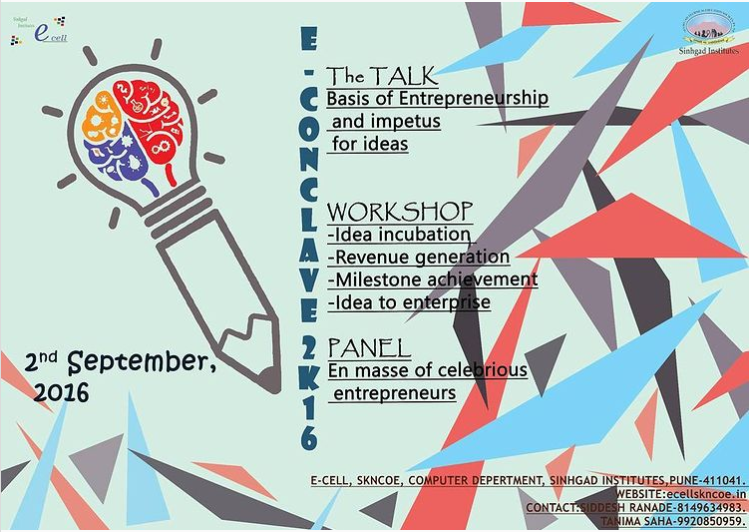 Sinhgad
Institutes
e cell
Sinhgad Institutes
E-CONCLAVE 2K16
The TALK
Basis of Entrepreneurship
and impetus
for ideas
WORKSHOP
-Idea incubation
-Revenue generation
-Milestone achievement
-Idea to enterprise
PANEL
En masse of celebrious
entrepreneurs
2nd September,
2016
E-CELL, SKNCOE, COMPUTER DEPERTMENT, SINHGAD INSTITUTES,PUNE-411041.
WEBSITE:ecellskncoe.in
CONTACT:SIDDESH RANADE-8149634983.
TANIMA SAHA-9920850959.